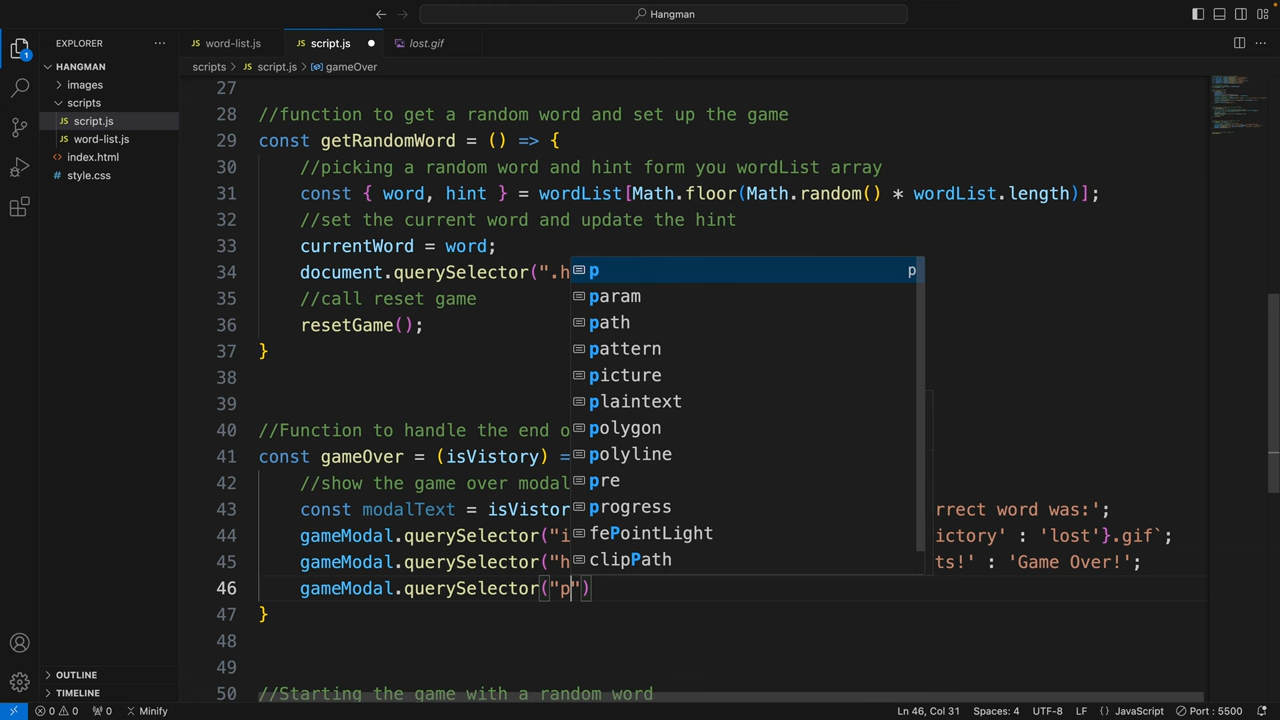 Hangman
EXPLORER
word-list.js
script.js
lost.gif
HANGMAN
images
scripts
script.js
word-list.js
index.html
style.css
scripts > JS script.js > gameOver
27
28 //function to get a random word and set up the game
29 const getRandomWord = () => {
30 //picking a random word and hint form you wordList array
31 const { word, hint } = wordList[Math.floor(Math.random() * wordList.length)];
32 //set the current word and update the hint
33 currentWord = word;
34 document.querySelector(".h
35 //call reset game
36 resetGame();
37 }
38
39
40 //Function to handle the end o
41 const gameOver = (isVistory) =
42 //show the game over modal
43 const modalText = isVistor rrect word was:';
44 gameModal.querySelector("i ictory' : 'lost'}.gif`;
45 gameModal.querySelector("h ts!' : 'Game Over!';
46 gameModal.querySelector("p")
47 }
48
49
50 //Starting the game with a random word
p p
param
path
pattern
picture
plaintext
polygon
polyline
pre
progress
fePointLight
clipPath
OUTLINE
TIMELINE
0 0 0 Minify
Ln 46, Col 31 Spaces: 4 UTF-8 LF {} JavaScript Port : 5500